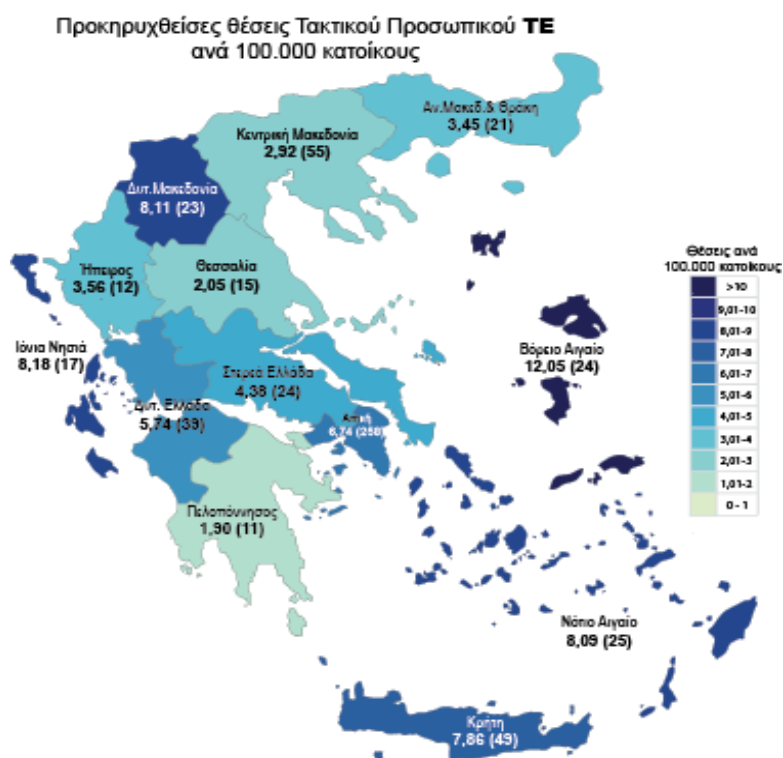 Προκηρυχθείσες θέσεις Τακτικού Προσωπικού ΤΕ
ανά 100.000 κατοίκους
Αν.Μακεδ.& Θράκη
3,45 (21)
Κεντρική Μακεδονία
2,92 (55)
Δυτ.Μακεδονία
8,11 (23)
Ήπειρος
3,56 (12)
Θεσσαλία
2,05 (15)
Ιόνια Νησιά
8,18 (17)
Στερεά Ελλάδα
4,38 (24)
Βόρειο Αιγαίο
12,05 (24)
Δυτ. Ελλάδα
5,74 (39)
Αττική
6,74 (258)
Πελοπόννησος
1,90 (11)
Νότιο Αιγαίο
8,09 (25)
Κρήτη
7,86 (49)
Θέσεις ανά
100.000 κατοίκους
>10
9,01-10
8,01-9
7,01-8
6,01-7
5,01-6
4,01-5
3,01-4
2,01-3
1,01-2
0 - 1